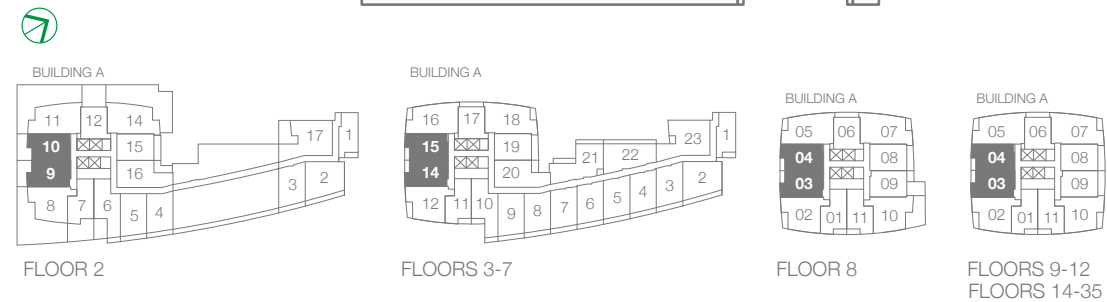 BUILDING A
11 12 14
10 15
9 16
8 7 6 5 4 3 2 17 1
FLOOR 2
BUILDING A
16 17 18
15 19
14 20
12 11 10 9 8 7 6 5 4 3 2 21 22 23 1
FLOORS 3-7
BUILDING A
05 06 07
04 08
03 09
02 01 11 10
FLOOR 8
BUILDING A
05 06 07
04 08
03 09
02 01 11 10
FLOORS 9-12
FLOORS 14-35